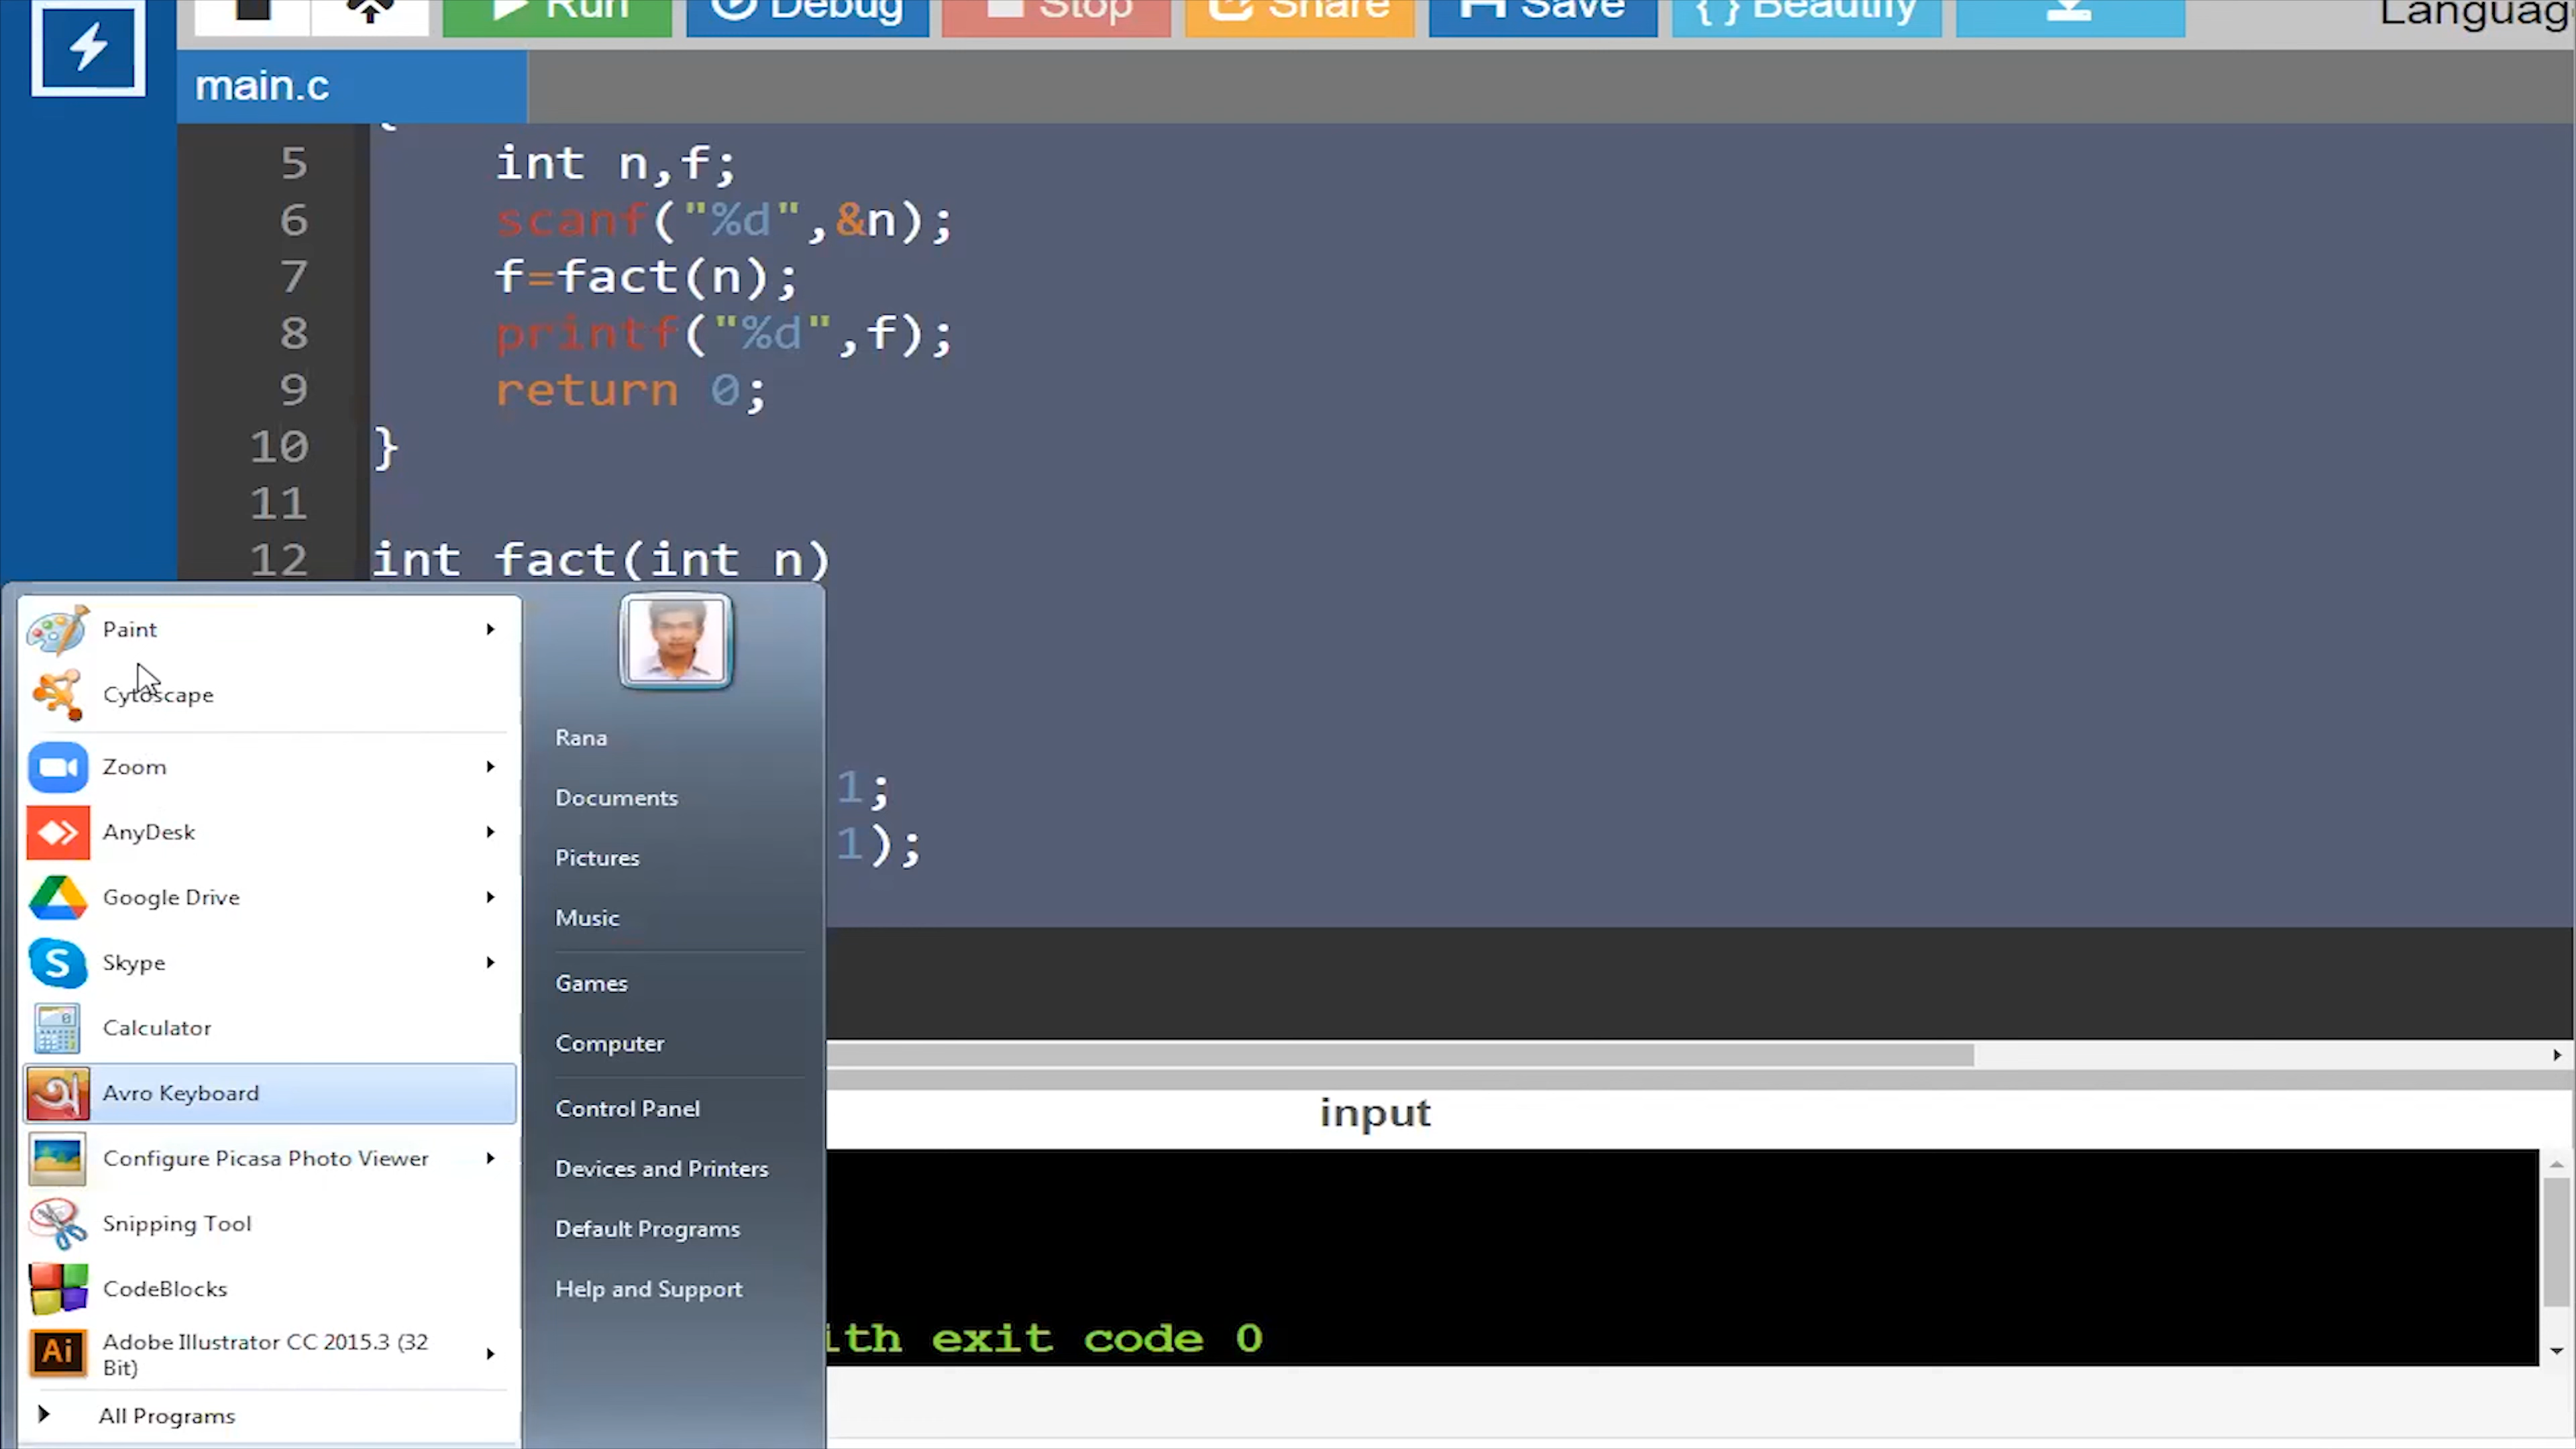 Run Debug Stop Share Save { } Beautify Languag
main.c
{
5 int n,f;
6 scanf("%d",&n);
7 f=fact(n);
8 printf("%d",f);
9 return 0;
10 }
11
12 int fact(int n)
1;
1);
Paint
Cytoscape
Zoom
AnyDesk
Google Drive
Skype
Calculator
Avro Keyboard
Configure Picasa Photo Viewer
Snipping Tool
CodeBlocks
Adobe Illustrator CC 2015.3 (32
Bit)
All Programs
Rana
Documents
Pictures
Music
Games
Computer
Control Panel
Devices and Printers
Default Programs
Help and Support
input
ith exit code 0